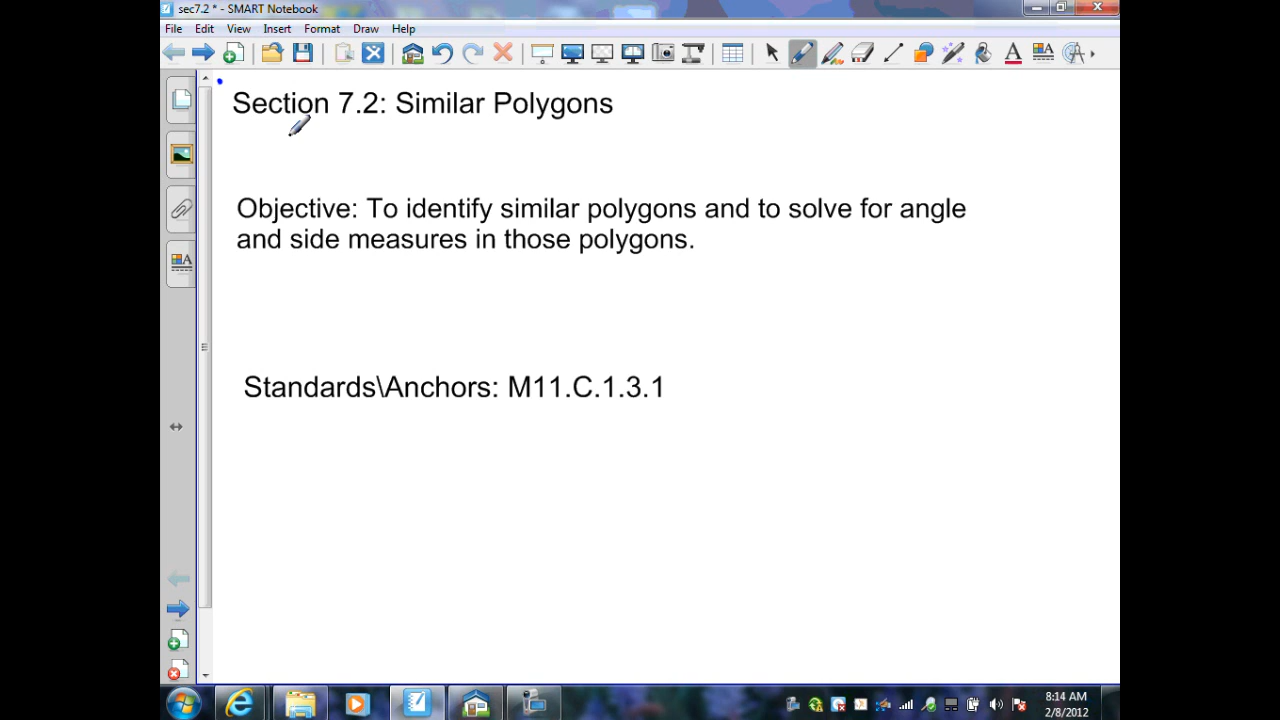 sec7.2 * - SMART Notebook
File Edit View Insert Format Draw Help
Section 7.2: Similar Polygons
Objective: To identify similar polygons and to solve for angle
and side measures in those polygons.
Standards\Anchors: M11.C.1.3.1
8:14 AM
2/8/2012